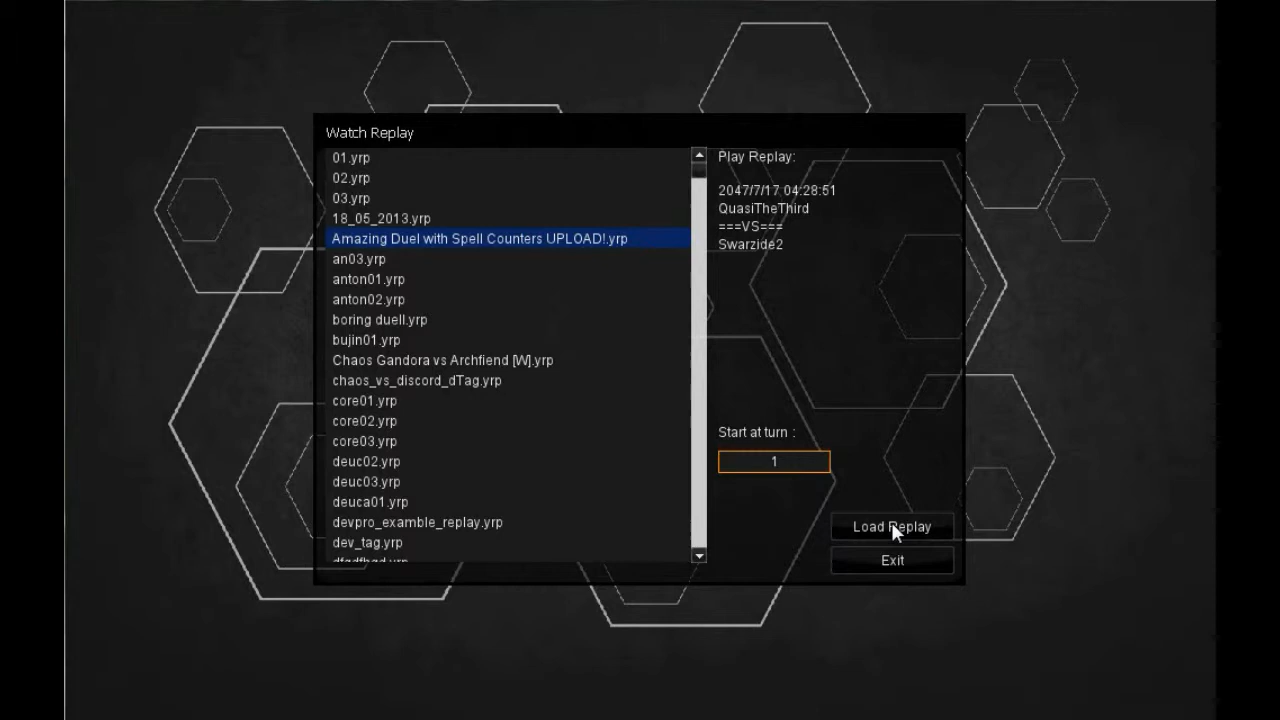 Watch Replay
01.yrp
02.yrp
03.yrp
18_05_2013.yrp
Amazing Duel with Spell Counters UPLOAD!.yrp
an03.yrp
anton01.yrp
anton02.yrp
boring duell.yrp
bujin01.yrp
Chaos Gandora vs Archfiend [W].yrp
chaos_vs_discord_dTag.yrp
core01.yrp
core02.yrp
core03.yrp
deuc02.yrp
deuc03.yrp
deuca01.yrp
devpro_examble_replay.yrp
dev_tag.yrp
Play Replay:
2047/7/17 04:28:51
QuasiTheThird
===VS===
Swarzide2
Start at turn :
1
Load Replay
Exit